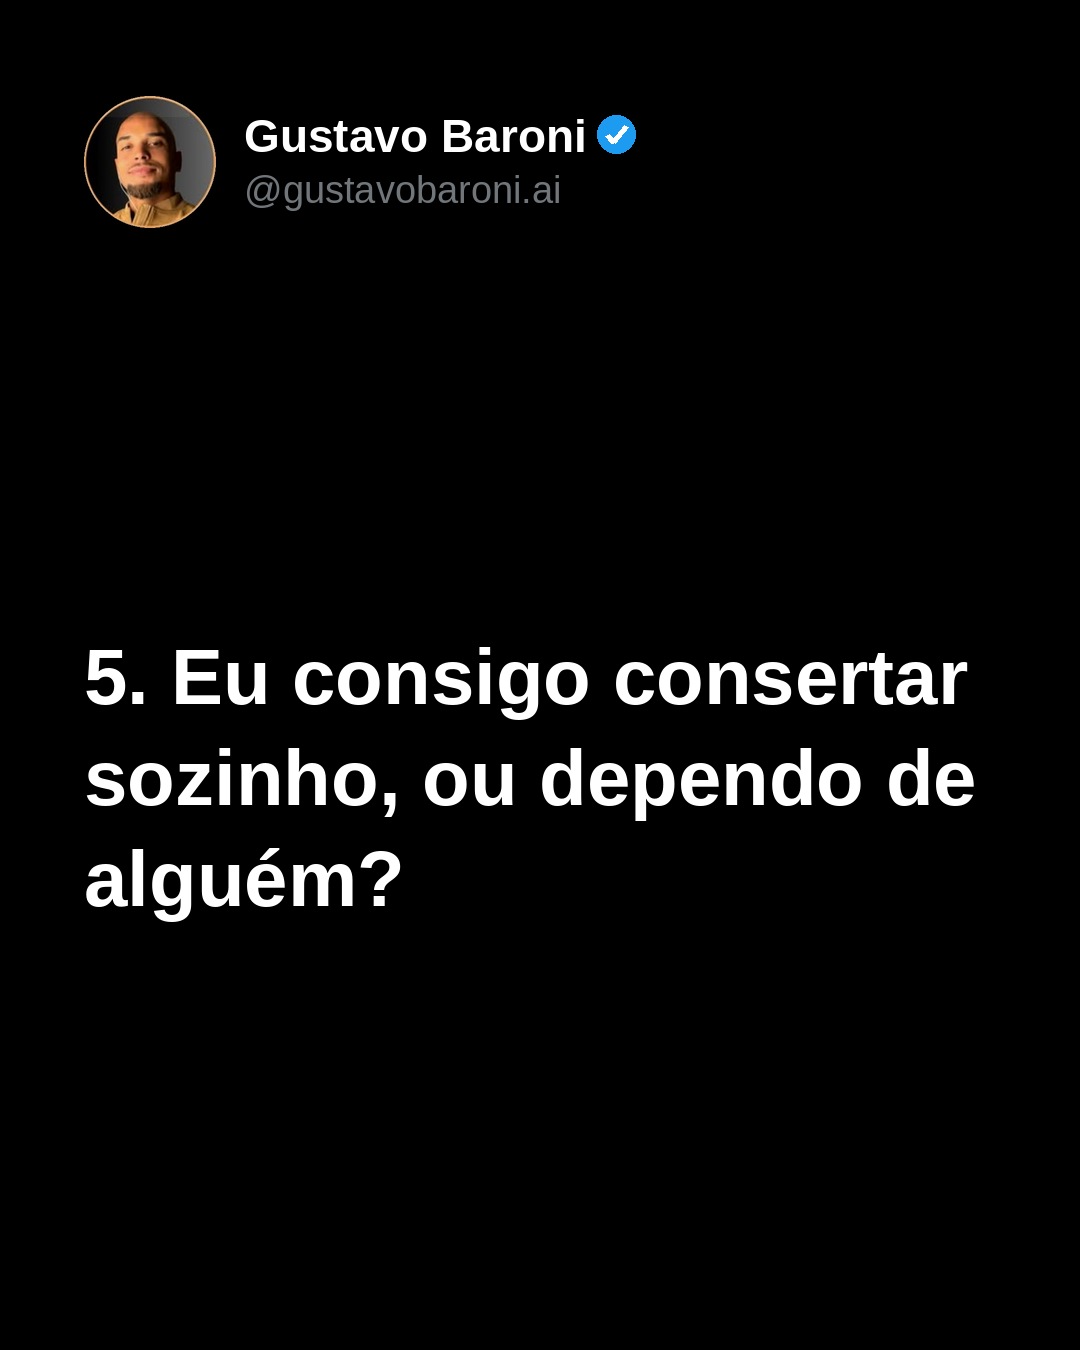 Gustavo Baroni
@gustavobaroni.ai
5. Eu consigo consertar
sozinho, ou dependo de
alguém?